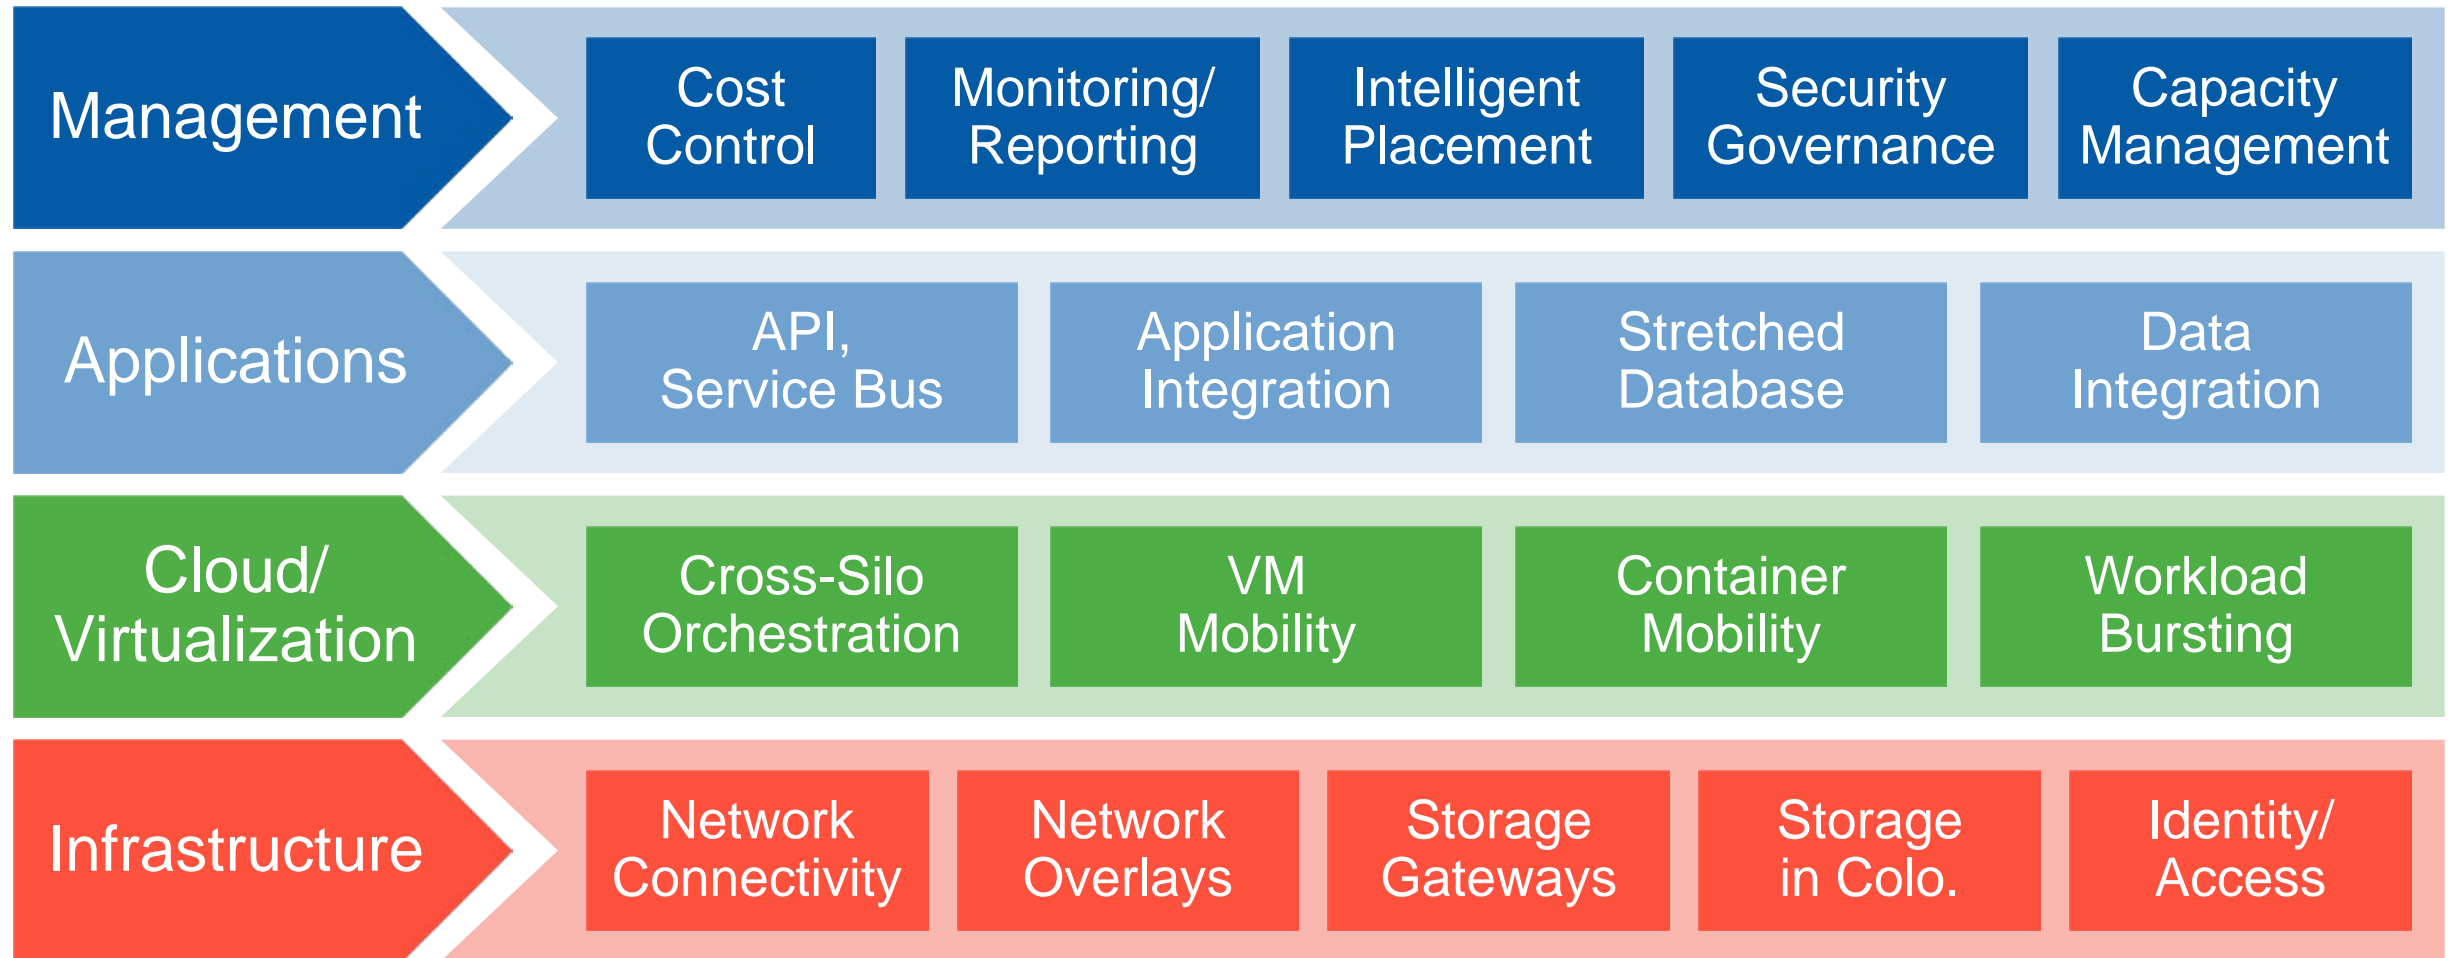 Management
Cost
Control
Monitoring/
Reporting
Intelligent
Placement
Security
Governance
Capacity
Management
Applications
API,
Service Bus
Application
Integration
Stretched
Database
Data
Integration
Cloud/
Virtualization
Cross-Silo
Orchestration
VM
Mobility
Container
Mobility
Workload
Bursting
Infrastructure
Network
Connectivity
Network
Overlays
Storage
Gateways
Storage
in Colo.
Identity/
Access